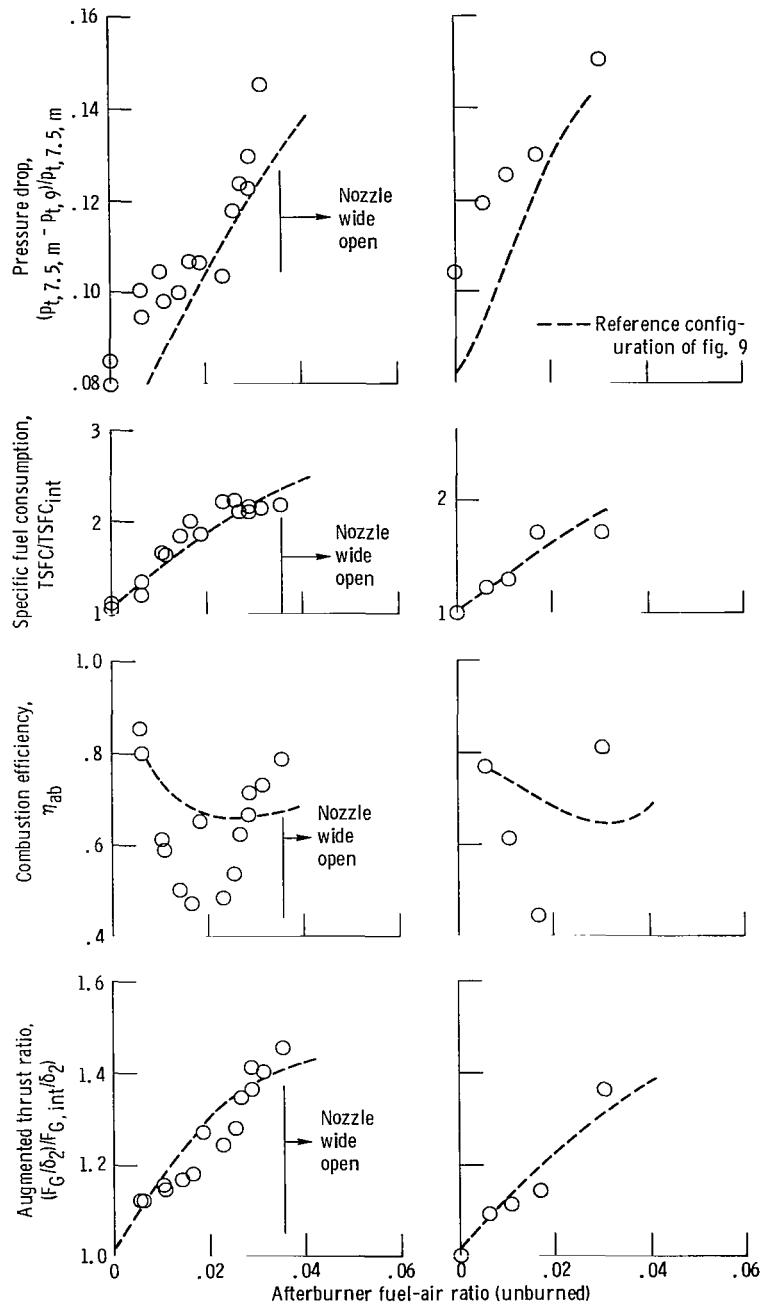 .16
.14
.12
.10
.08
Pressure drop,
(pt, 7.5, m - pt, 9)/pt, 7.5, m
Nozzle
wide
open
Reference config-
uration of fig. 9
3
2
1
Specific fuel consumption,
TSFC/TSFCint
Nozzle
wide
open
2
1
1.0
.8
.6
.4
Combustion efficiency,
ηab
Nozzle
wide
open
1.6
1.4
1.2
1.0
Augmented thrust ratio,
(FG/δ2)/FG, int/δ2)
Nozzle
wide
open
0 .02 .04 .06 0 .02 .04 .06
Afterburner fuel-air ratio (unburned)